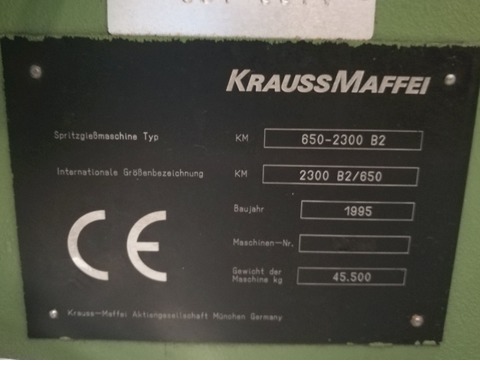 KRAUSSMAFFEI
Spritzgießmaschine Typ KM 650-2300 B2
Internationale Größenbezeichnung KM 2300 B2/650
Baujahr 1995
Maschinen-Nr.
CE
Gewicht der
Maschine kg 45.500
Krauss-Maffei Aktiengesellschaft München Germany